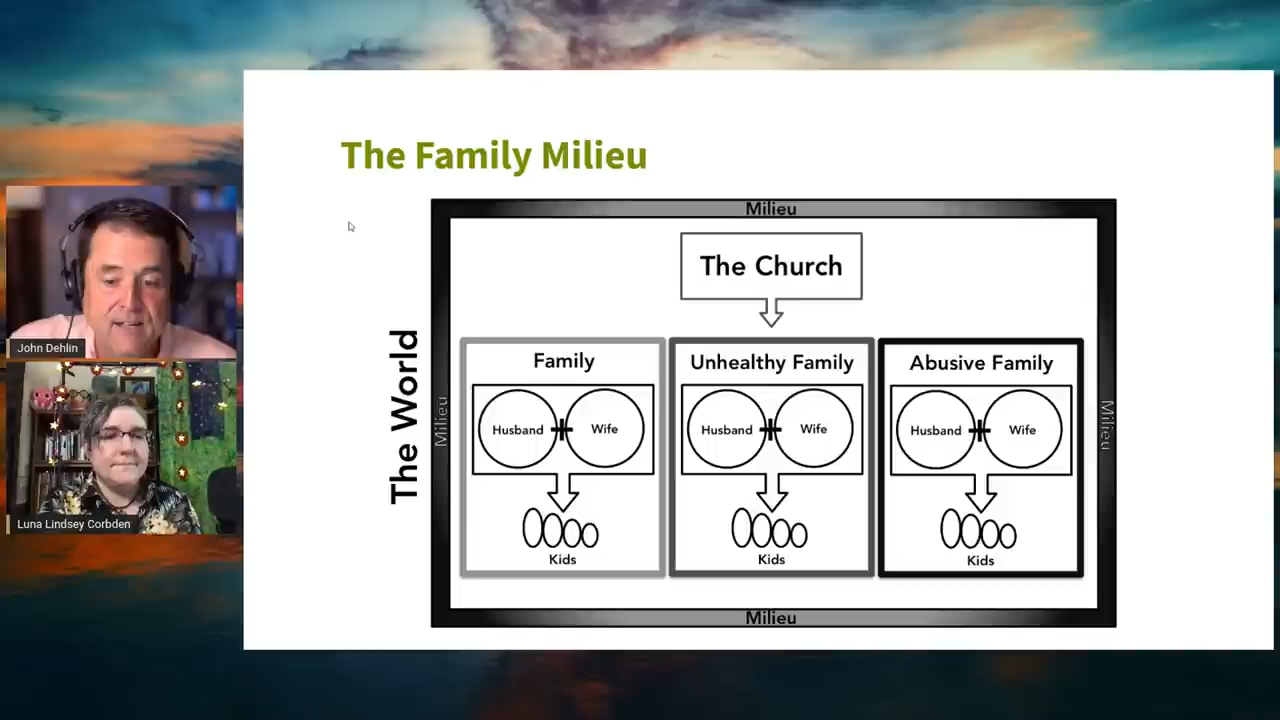 The Family Milieu
Milieu
The Church
The World
Milieu
Milieu
Family
Husband
Wife
Kids
Unhealthy Family
Husband
Wife
Kids
Abusive Family
Husband
Wife
Kids
Milieu
John Dehlin
Luna Lindsey Corbden